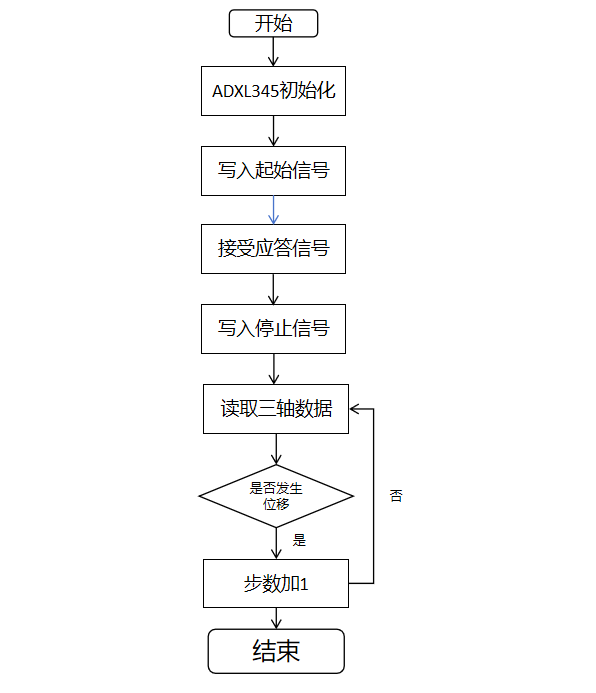 开始
ADXL345初始化
写入起始信号
接受应答信号
写入停止信号
读取三轴数据
是否发生
位移
否
是
步数加1
结束